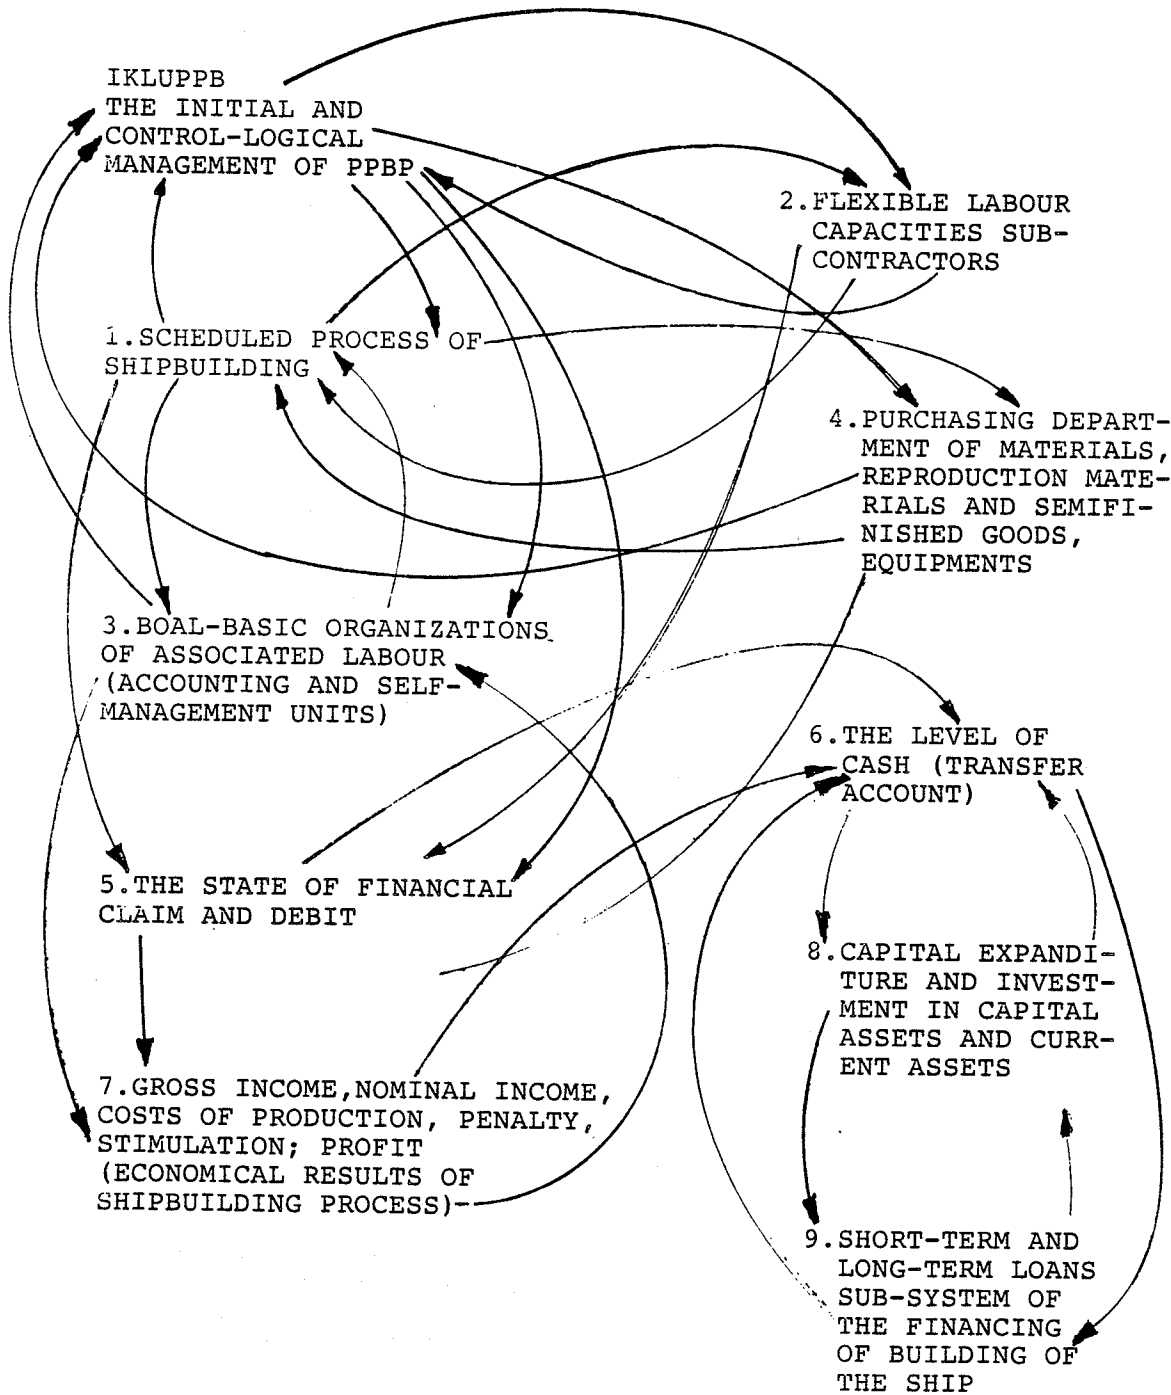 IKLUPPB
THE INITIAL AND
CONTROL-LOGICAL
MANAGEMENT OF PPBP
2.FLEXIBLE LABOUR
CAPACITIES SUB-
CONTRACTORS
1.SCHEDULED PROCESS OF
SHIPBUILDING
4.PURCHASING DEPART-
MENT OF MATERIALS,
REPRODUCTION MATE-
RIALS AND SEMIFI-
NISHED GOODS,
EQUIPMENTS
3.BOAL-BASIC ORGANIZATIONS
OF ASSOCIATED LABOUR
(ACCOUNTING AND SELF-
MANAGEMENT UNITS)
6.THE LEVEL OF
CASH (TRANSFER
ACCOUNT)
5.THE STATE OF FINANCIAL
CLAIM AND DEBIT
8.CAPITAL EXPANDI-
TURE AND INVEST-
MENT IN CAPITAL
ASSETS AND CURR-
ENT ASSETS
7.GROSS INCOME,NOMINAL INCOME,
COSTS OF PRODUCTION, PENALTY,
STIMULATION; PROFIT
(ECONOMICAL RESULTS OF
SHIPBUILDING PROCESS)
9.SHORT-TERM AND
LONG-TERM LOANS
SUB-SYSTEM OF
THE FINANCING
OF BUILDING OF
THE SHIP